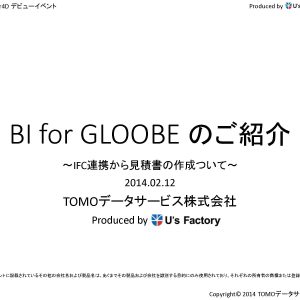 4D デビューイベント
Produced by U's
BI for GLOOBE のご紹介
～IFC連携から見積書の作成ついて～
2014.02.12
TOMOデータサービス株式会社
Produced by U's Factory
ントに記載されているその他の会社名および製品名は、あくまでその製品および会社を識別する目的にのみ使用されており、それぞれの所有者の商標または登録
Copyright© 2014 TOMOデータサ